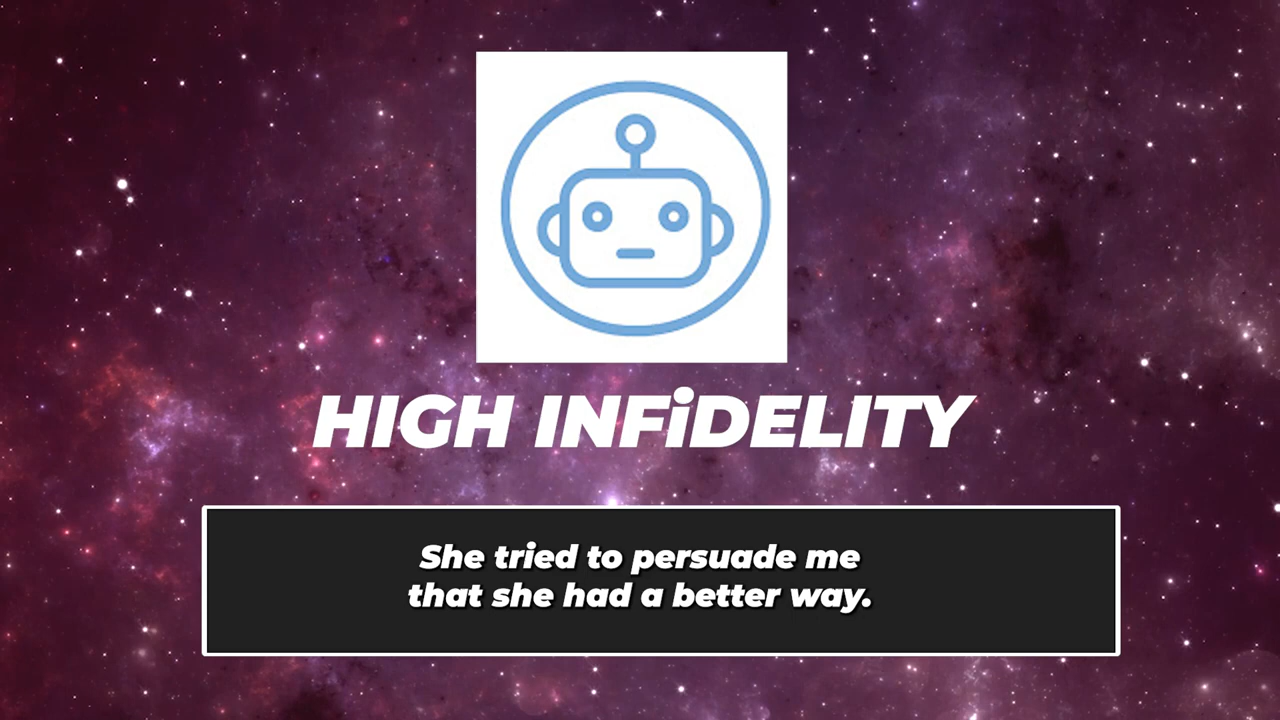 HIGH INFiDELITY
She tried to persuade me
that she had a better way.